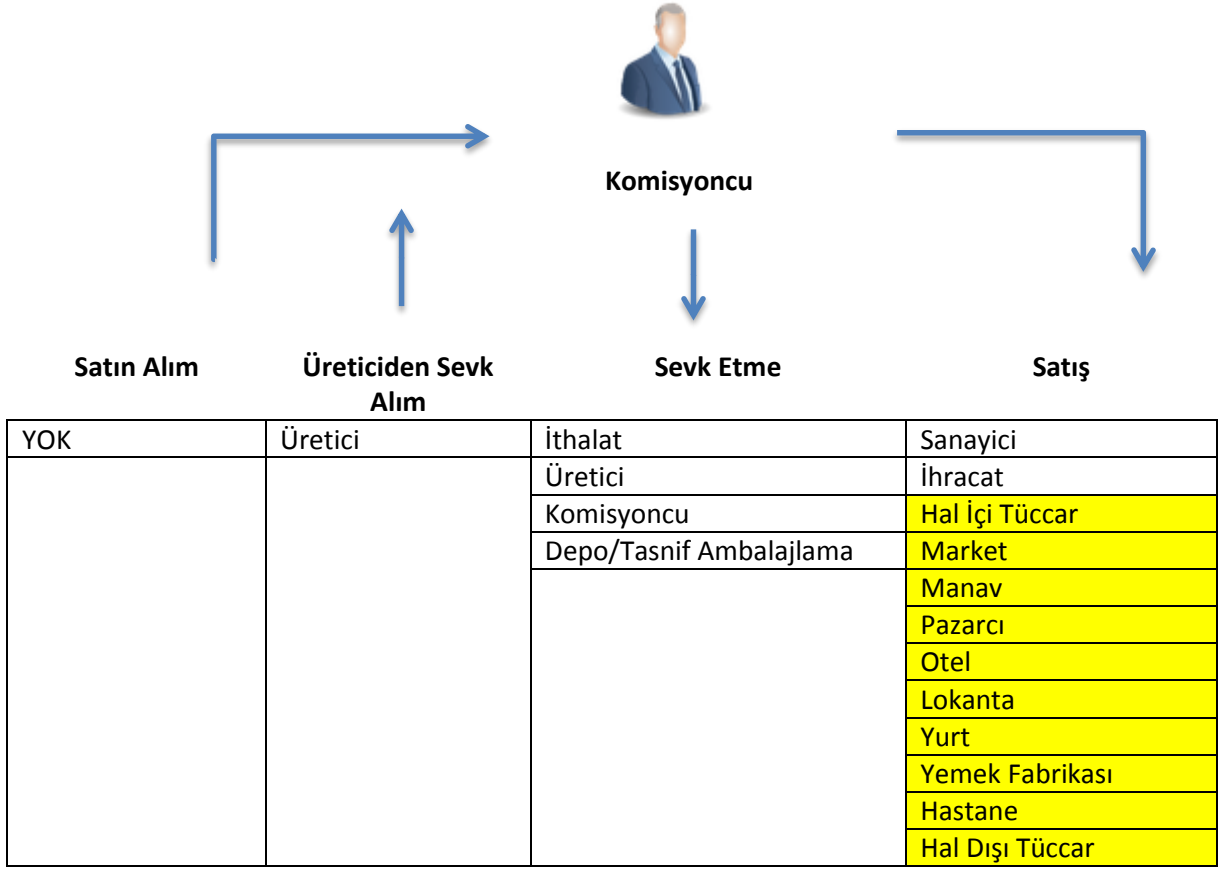 Komisyoncu
Satın Alım
Üreticiden Sevk
Alım
Sevk Etme
Satış
YOK
Üretici
İthalat
Sanayici
Üretici
İhracat
Komisyoncu
Hal İçi Tüccar
Depo/Tasnif Ambalajlama
Market
Manav
Pazarcı
Otel
Lokanta
Yurt
Yemek Fabrikası
Hastane
Hal Dışı Tüccar